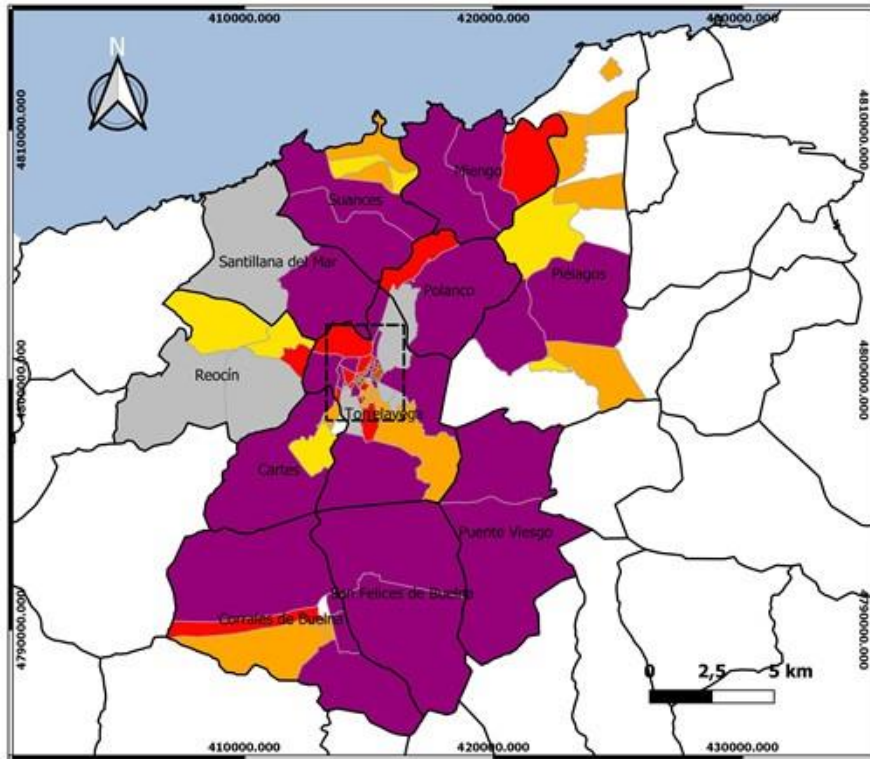 410000.000 420000.000 430000.000
N
4810000.000 4810000.000
Miengo
Suances
Santillana del Mar
Piélagos
Polanco
4800000.000 4800000.000
Reocín
Torrelavega
Cartes
Puente Viesgo
San Felices de Buelna
Corrales de Buelna
4790000.000 4790000.000
0 2,5 5 km
410000.000 420000.000 430000.000